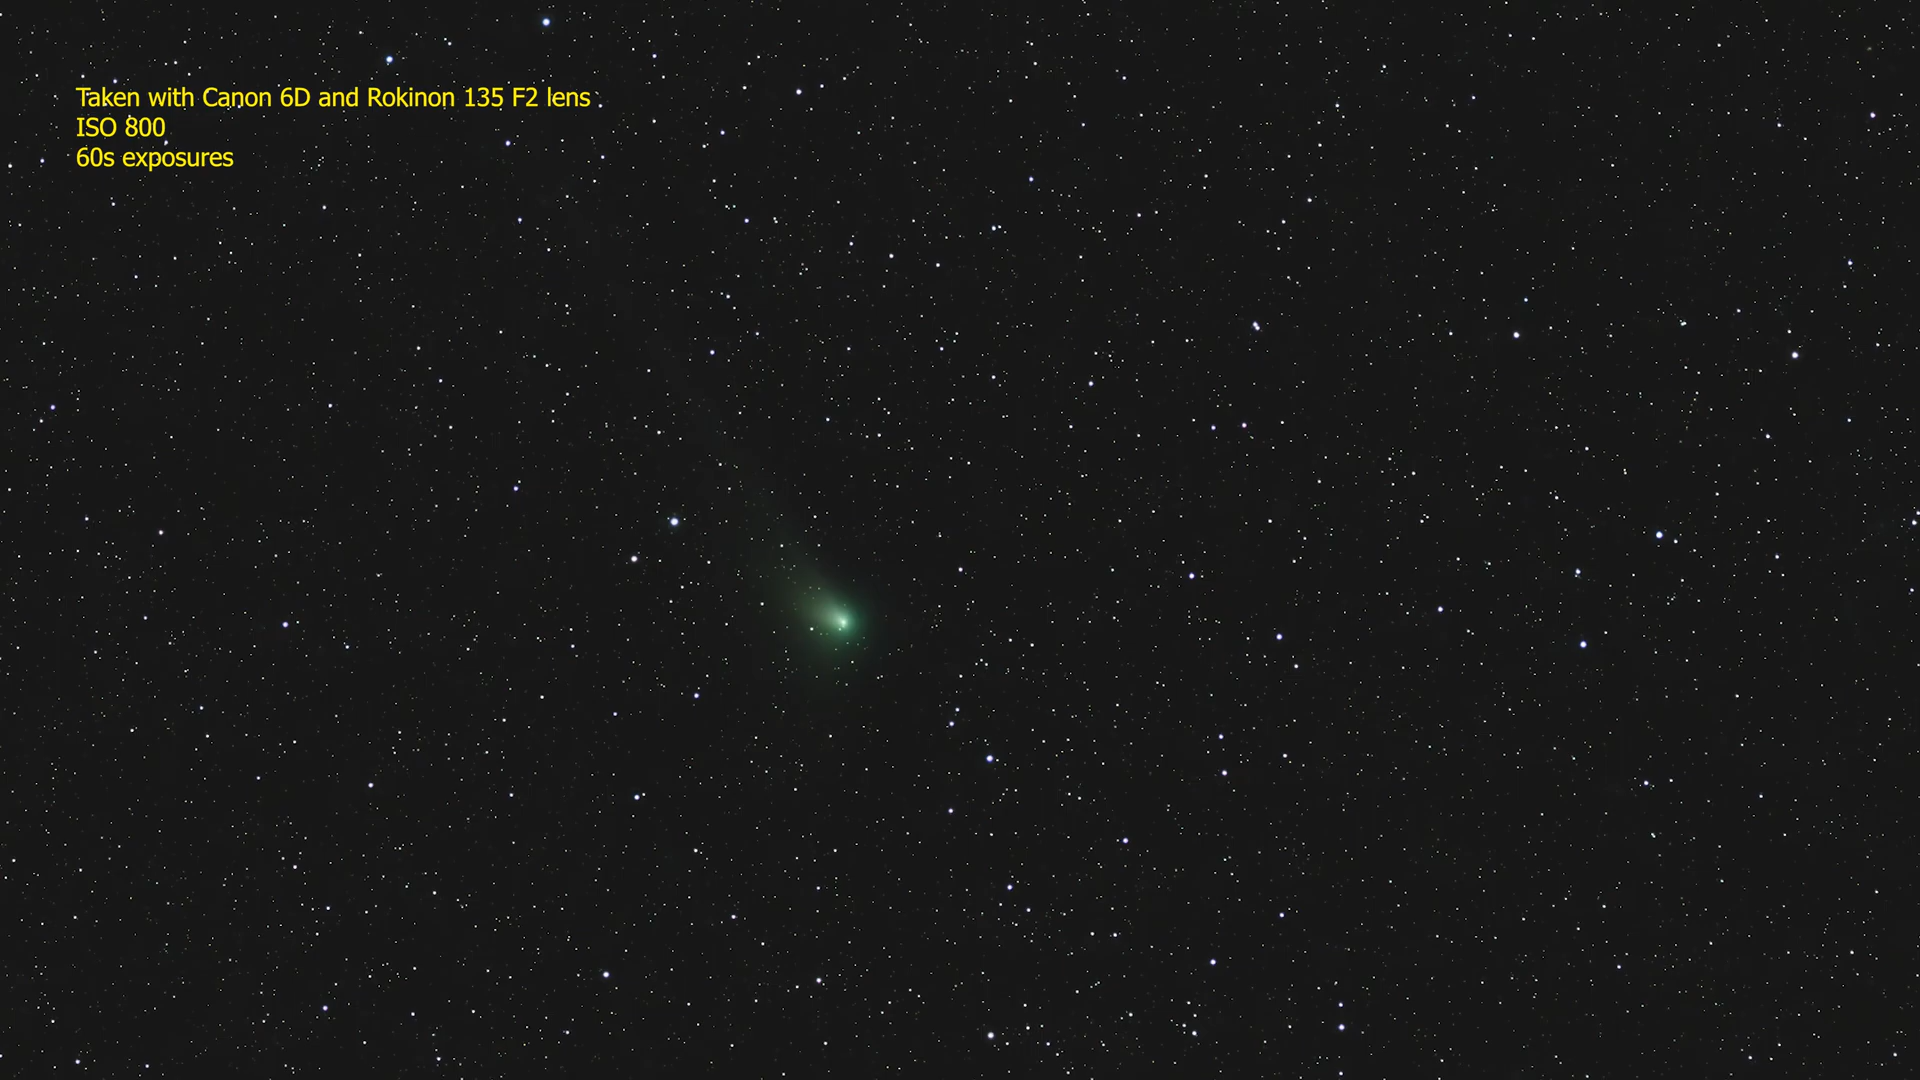 Taken with Canon 6D and Rokinon 135 F2 lens
ISO 800
60s exposures